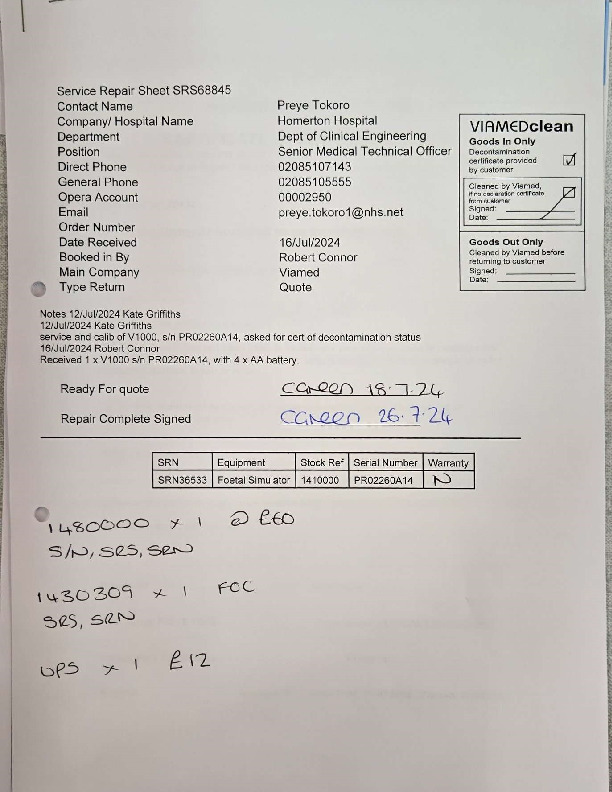 Service Repair Sheet SRS68845
Contact Name Preye Tokoro
Company/ Hospital Name Homerton Hospital
Department Dept of Clinical Engineering
Position Senior Medical Technical Officer
Direct Phone 02085107143
General Phone 02085105555
Opera Account 00002950
Email preye.tokoro1@nhs.net
Order Number
Date Received 16/Jul/2024
Booked in By Robert Connor
Main Company Viamed
Type Return Quote
VIAMEDclean
Goods In Only
Decontamination
certificate provided
by customer
Cleaned by Viamed,
if no declaration certificate
from customer
Signed:
Date:
Goods Out Only
Cleaned by Viamed before
returning to customer
Signed:
Date:
Notes 12/Jul/2024 Kate Griffiths
12/Jul/2024 Kate Griffiths
service and calib of V1000, s/n PR02260A14, asked for cert of decontamination status
16/Jul/2024 Robert Connor
Received 1 x V1000 s/n PR02260A14, with 4 x AA battery.
Ready For quote 18.7.24
Repair Complete Signed 26.7.24
SRN Equipment Stock Ref Serial Number Warranty
SRN36533 Foetal Simulator 1410000 PR02260A14 N
1480000 x 1 @ £60
S/N, SRS, SRN
1430309 x 1 FOC
SRS, SRN
UPS x 1 £12